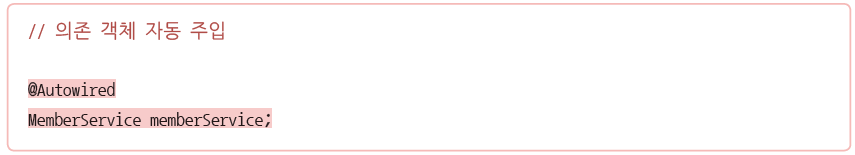 // 의존 객체 자동 주입
@Autowired
MemberService memberService;